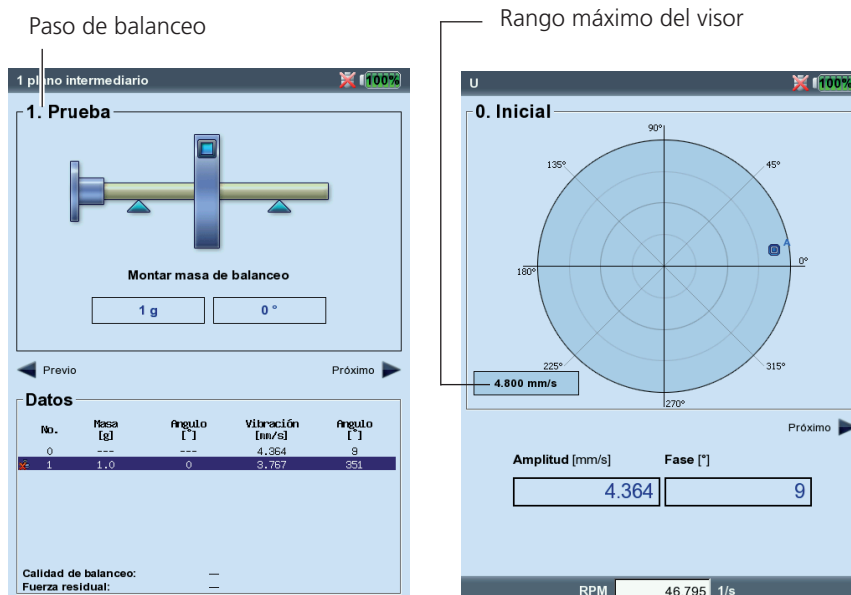 Paso de balanceo
1 plano intermediario
100%
1. Prueba
Montar masa de balanceo
1 g
0 °
Previo
Próximo
Datos
No. Masa [g] Angulo [°] Vibración [mm/s] Angulo [°]
0 --- --- 4.364 9
1 1.0 0 3.767 351
Calidad de balanceo: —
Fuerza residual: —
Rango máximo del visor
U
100%
0. Inicial
90°
135°
45°
A
180°
0°
225°
315°
4.800 mm/s
270°
Próximo
Amplitud [mm/s]
Fase [°]
4.364
9
RPM 46.795 1/s